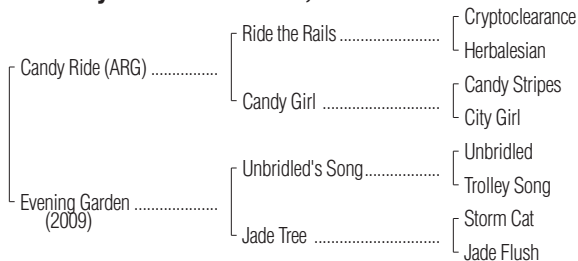 Cryptoclearance
Ride the Rails
Herbalesian
Candy Ride (ARG)
Candy Stripes
Candy Girl
City Girl
Unbridled
Unbridled's Song
Trolley Song
Evening Garden
(2009)
Storm Cat
Jade Tree
Jade Flush